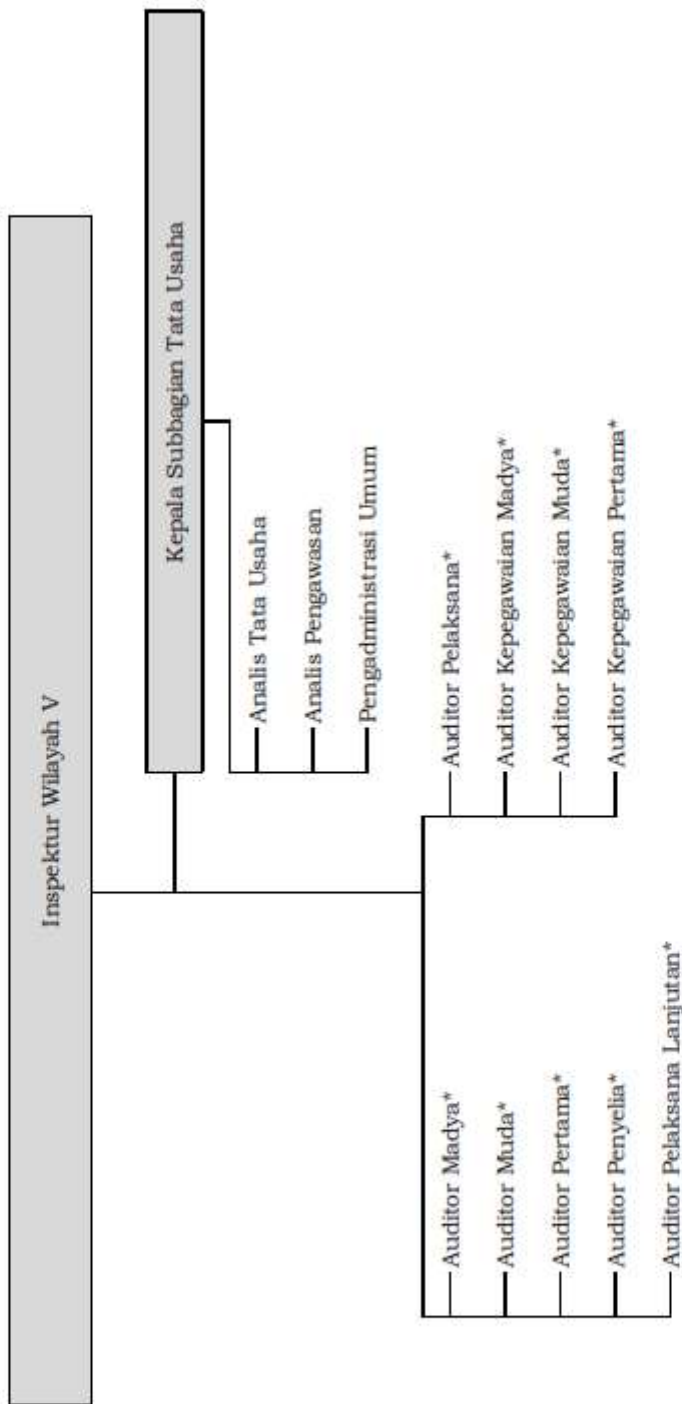 Inspektur Wilayah V
Kepala Subbagian Tata Usaha
Analis Tata Usaha
Analis Pengawasan
Pengadministrasi Umum
Auditor Madya*
Auditor Muda*
Auditor Pertama*
Auditor Penyelia*
Auditor Pelaksana Lanjutan*
Auditor Pelaksana*
Auditor Kepegawaian Madya*
Auditor Kepegawaian Muda*
Auditor Kepegawaian Pertama*